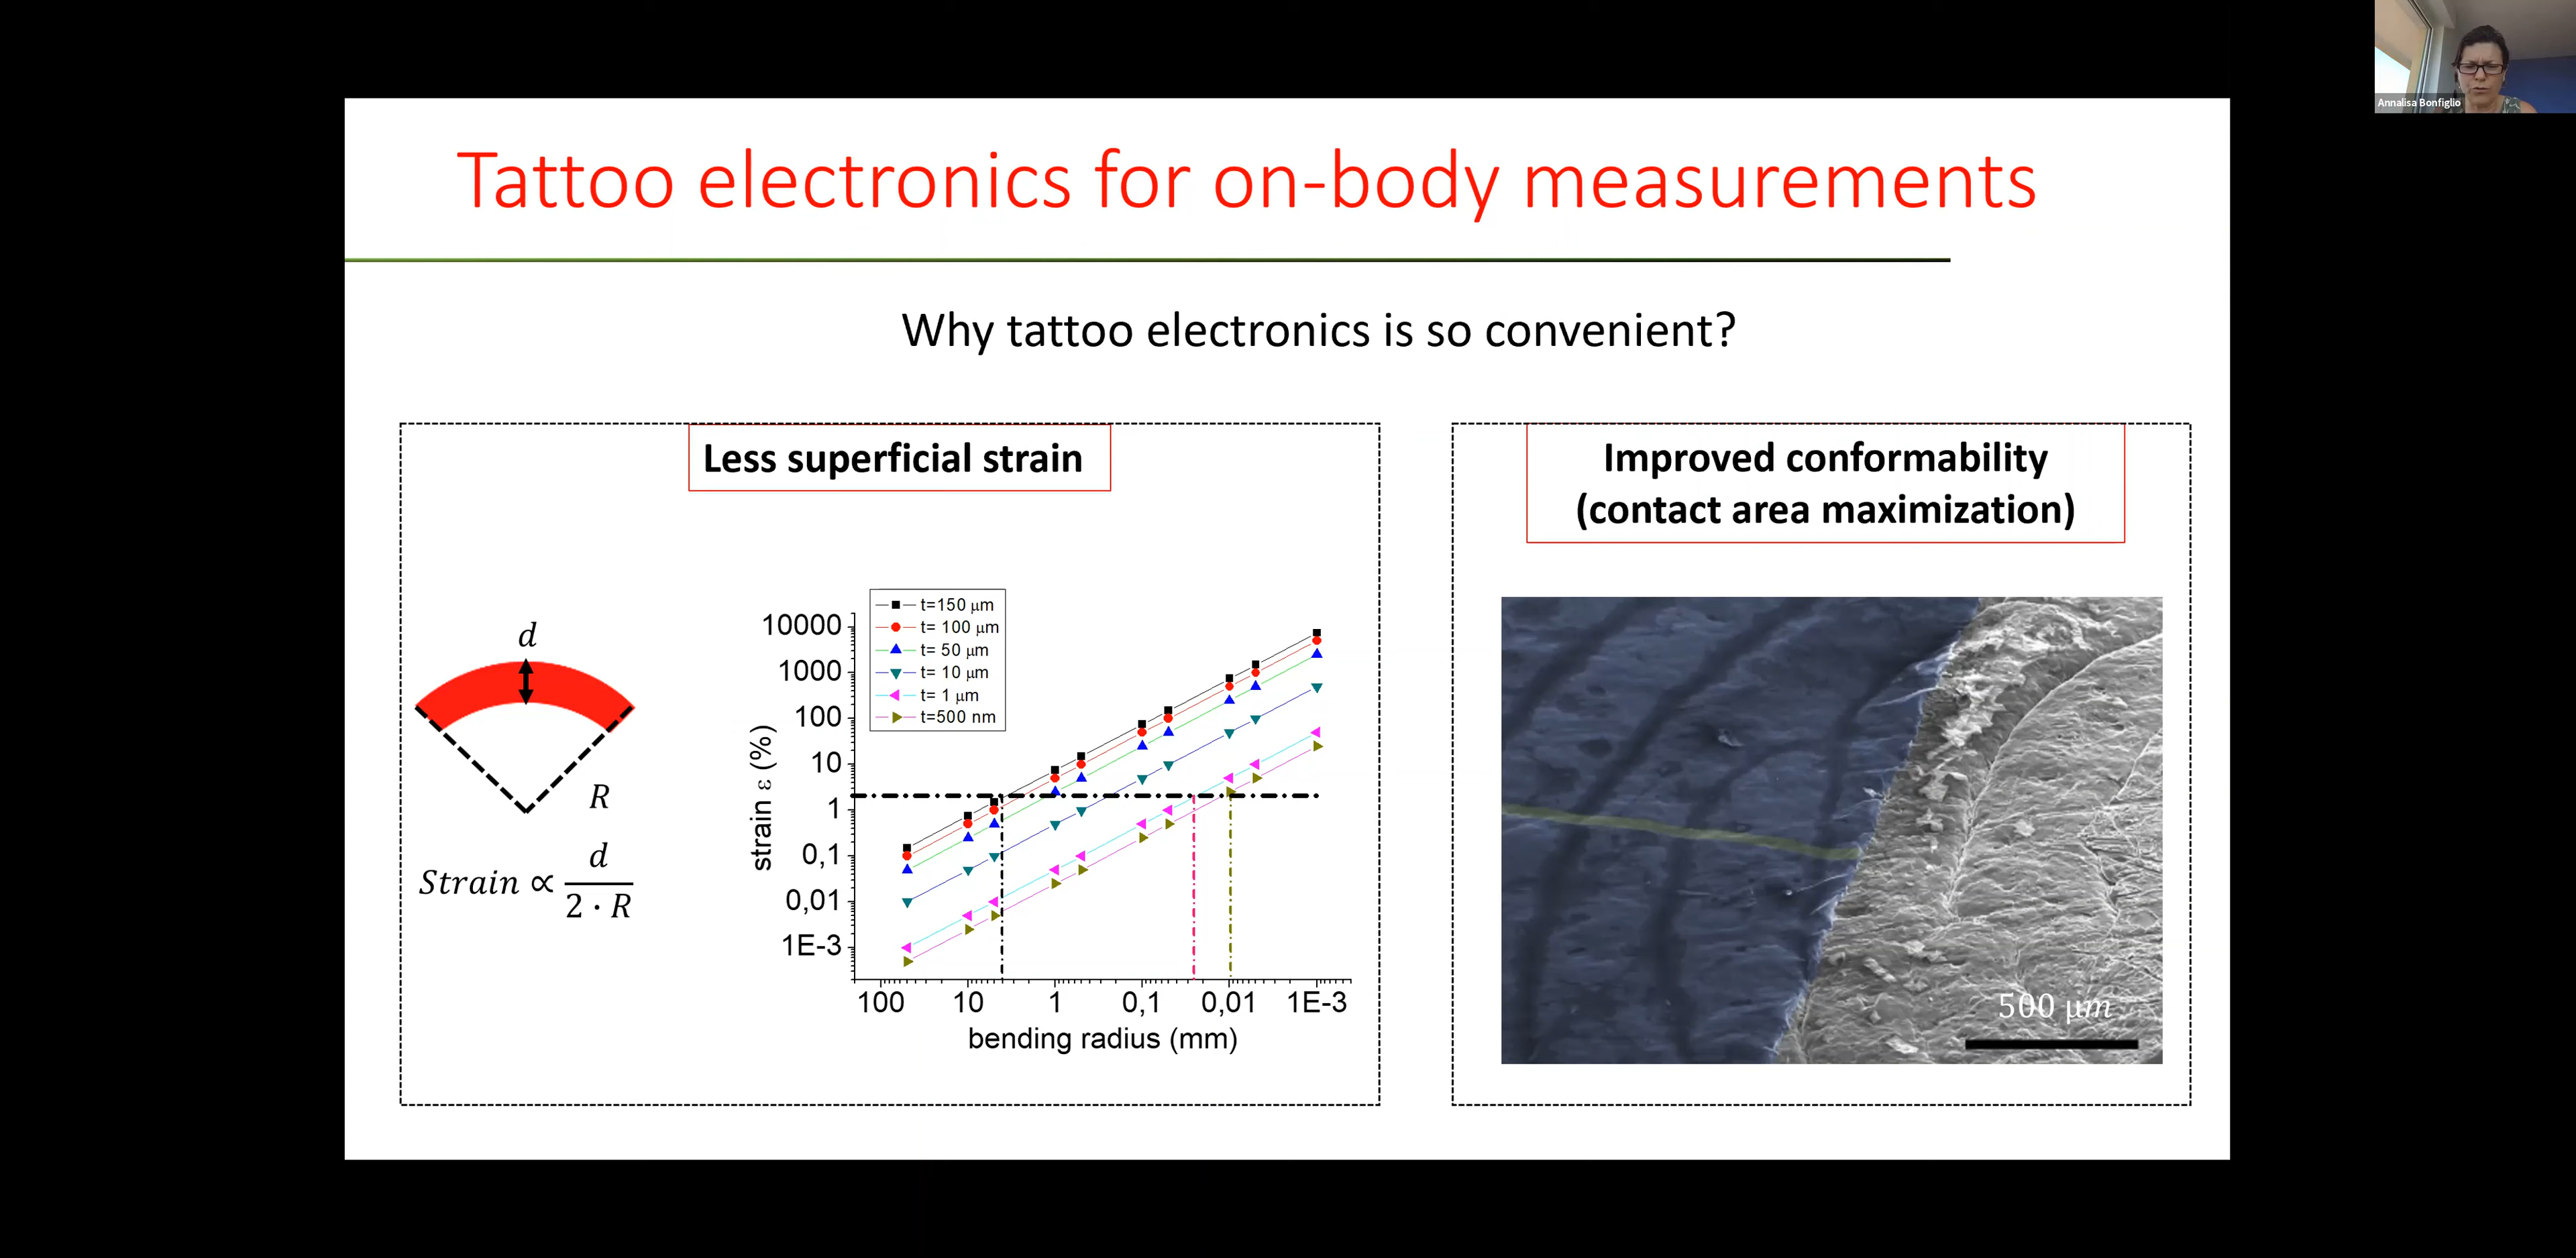 Annalisa Bonfiglio
Tattoo electronics for on-body measurements
Why tattoo electronics is so convenient?
Less superficial strain
d
R
Strain ∝ d / 2 · R
t=150 μm
t= 100 μm
t= 50 μm
t= 10 μm
t= 1 μm
t=500 nm
10000
1000
100
10
1
0,1
0,01
1E-3
strain ε (%)
100 10 1 0,1 0,01 1E-3
bending radius (mm)
Improved conformability
(contact area maximization)
500 μm